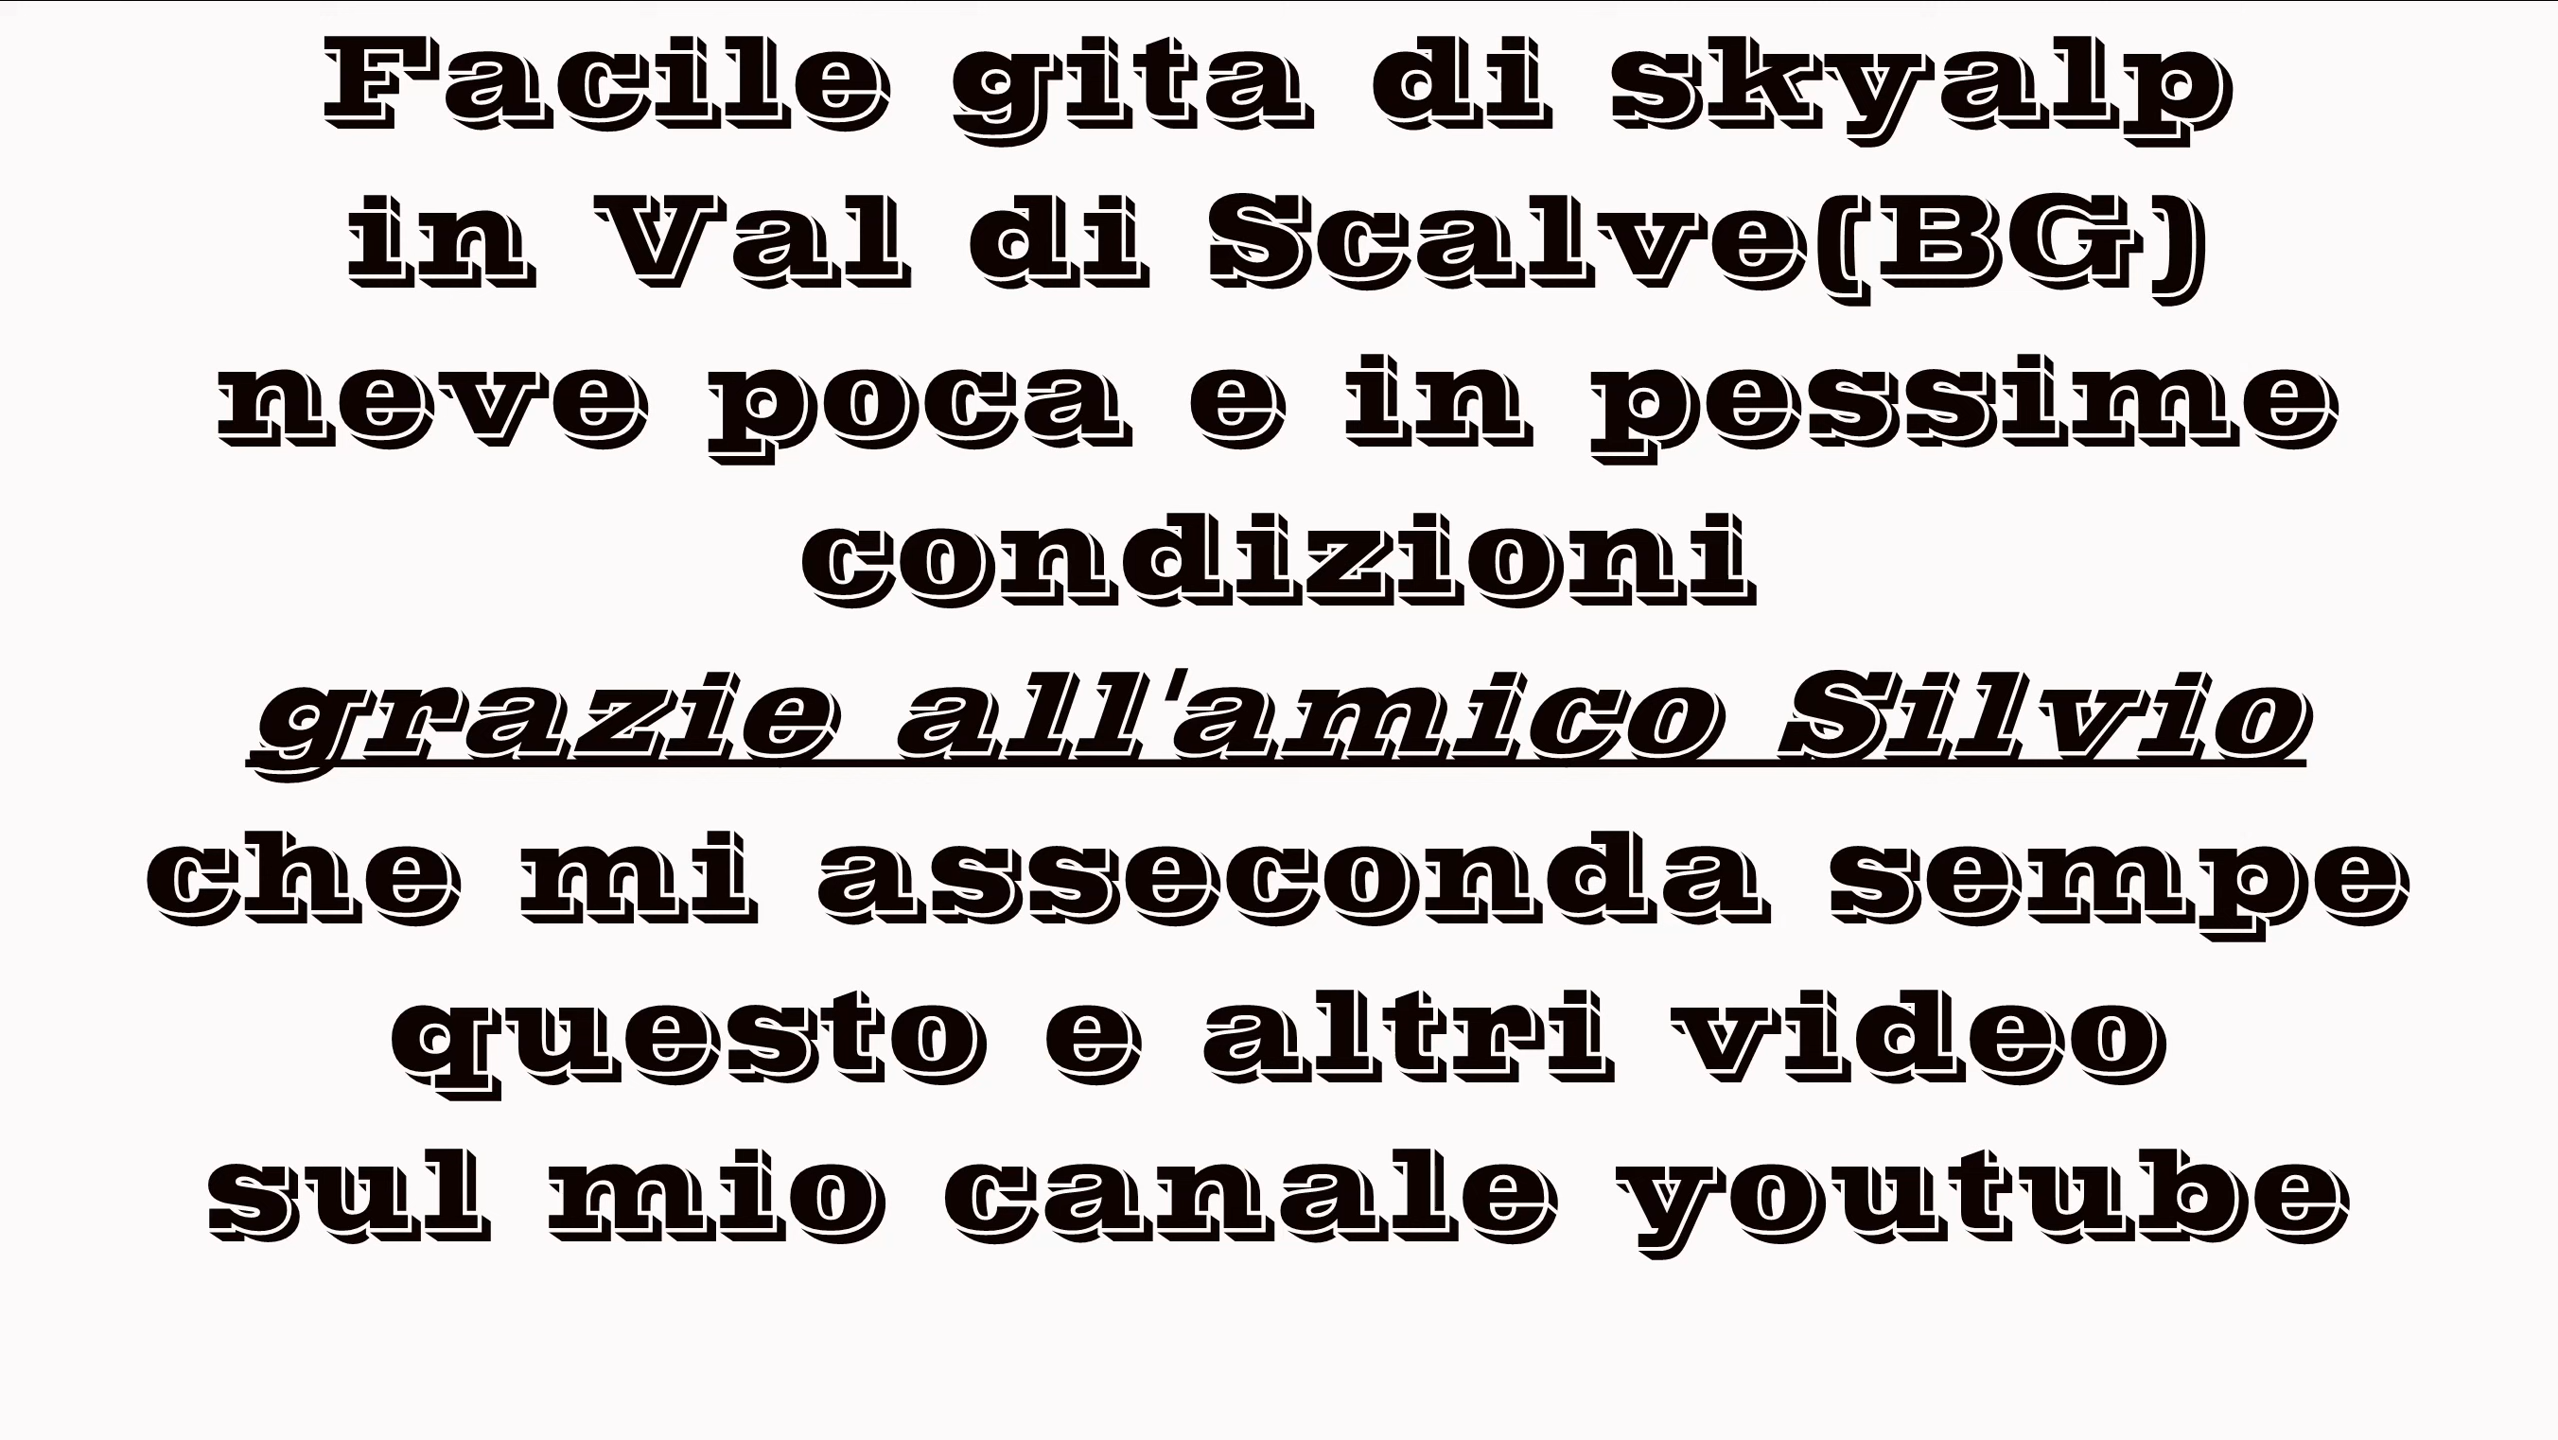 Facile gita di skyalp
in Val di Scalve(BG)
neve poca e in pessime
condizioni
grazie all'amico Silvio
che mi asseconda sempe
questo e altri video
sul mio canale youtube